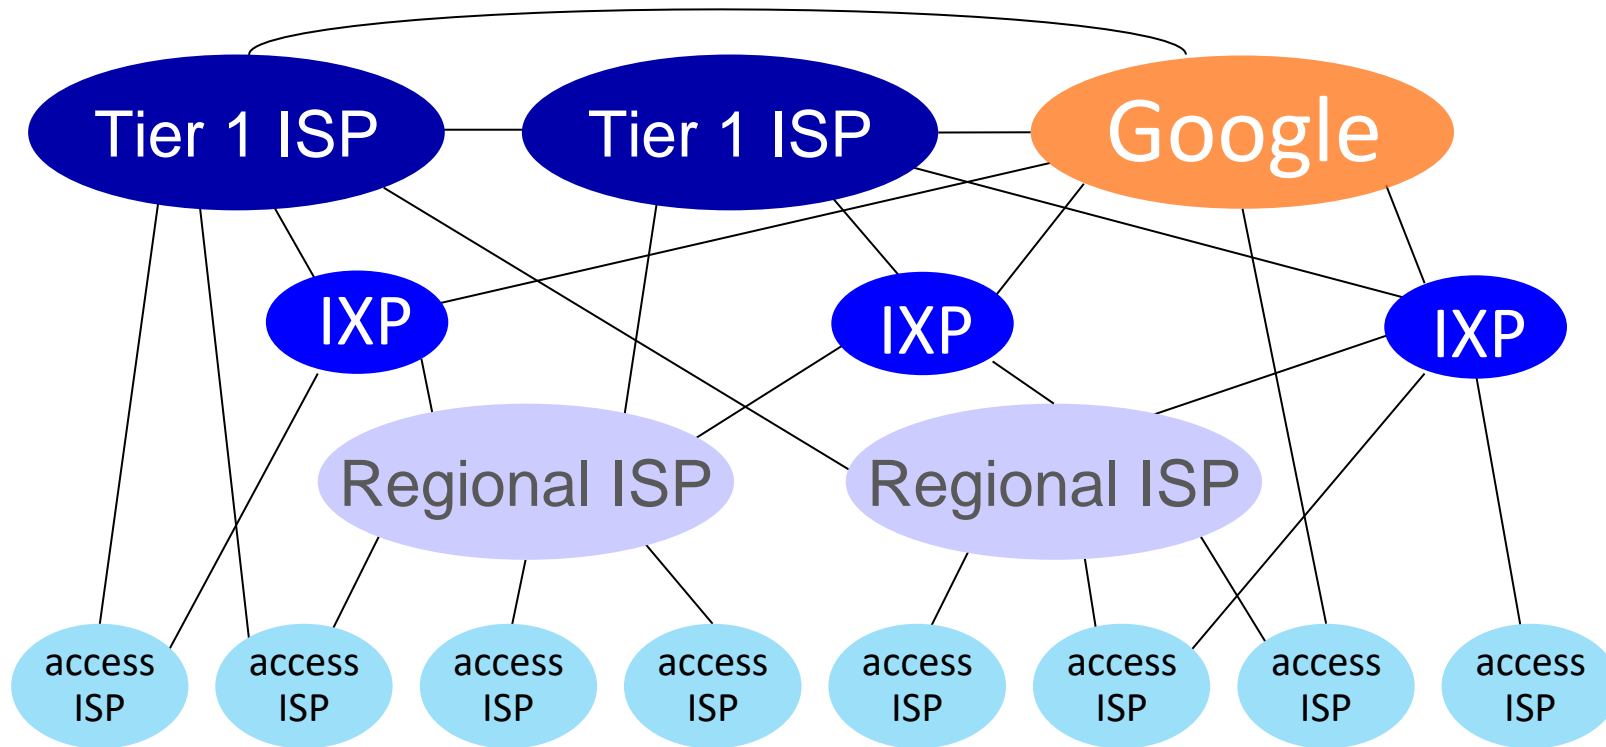 Tier 1 ISP
Tier 1 ISP
Google
IXP
IXP
IXP
Regional ISP
Regional ISP
access
ISP
access
ISP
access
ISP
access
ISP
access
ISP
access
ISP
access
ISP
access
ISP